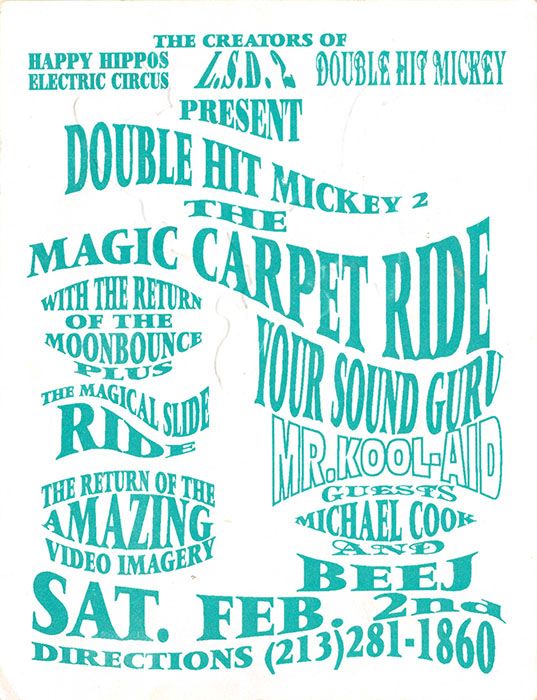 THE CREATORS OF
HAPPY HIPPOS
ELECTRIC CIRCUS
L.S.D. 2
DOUBLE HIT MICKEY
PRESENT
DOUBLE HIT MICKEY 2
THE
MAGIC CARPET RIDE
WITH THE RETURN
OF THE
MOONBOUNCE
PLUS
THE MAGICAL SLIDE
RIDE
THE RETURN OF THE
AMAZING
VIDEO IMAGERY
YOUR SOUND GURU
MR.KOOL-AID
GUESTS
MICHAEL COOK
AND
BEEJ
SAT. FEB. 2nd
DIRECTIONS (213)281-1860